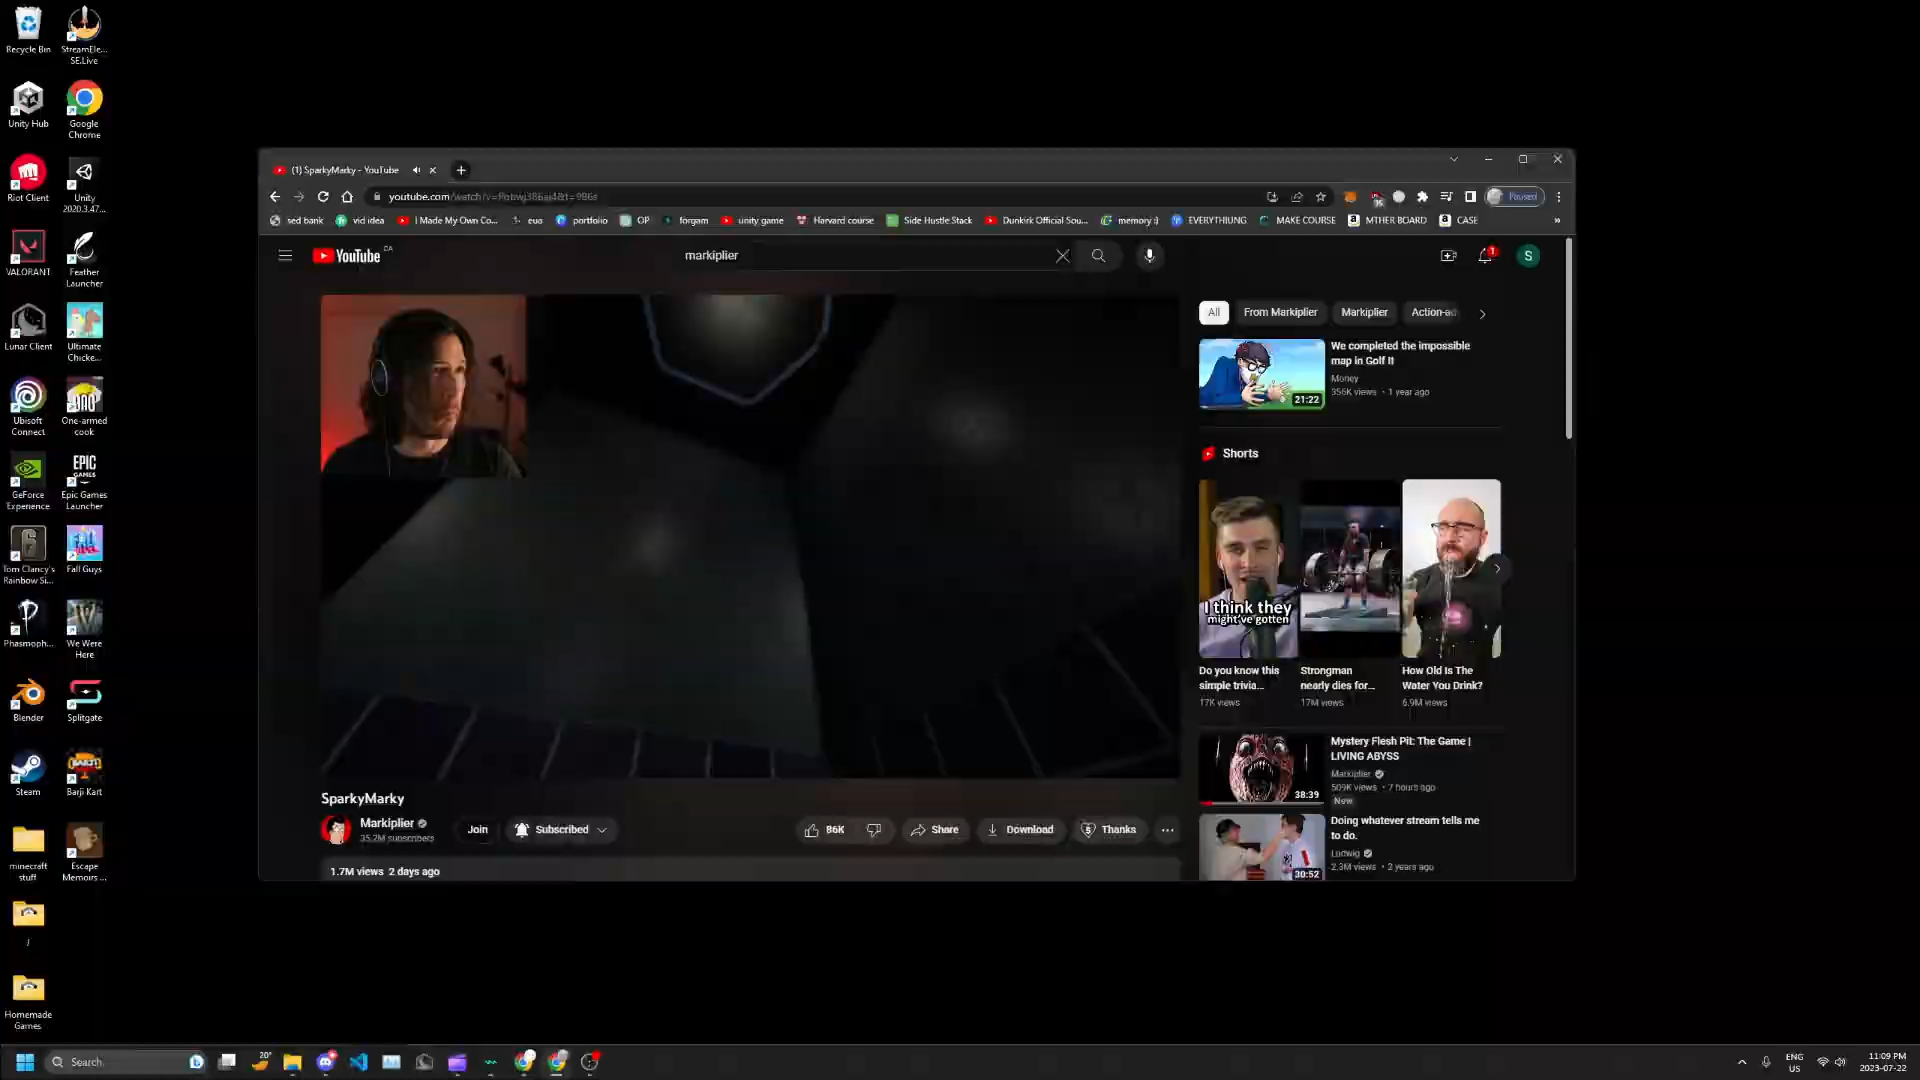 Recycle Bin
StreamEle...
SE.Live
Unity Hub
Google
Chrome
Riot Client
Unity
2020.3.47...
VALORANT
Feather
Launcher
Lunar Client
Ultimate
Chicke...
Ubisoft
Connect
One-armed
cook
GeForce
Experience
Epic Games
Launcher
Tom Clancy's
Rainbow Si...
Fall Guys
Phasmoph...
We Were
Here
Blender
Splitgate
Steam
Barji Kart
minecraft
stuff
Escape
Memoirs ...
Homemade
Games
(1) SparkyMarky - YouTube
youtube.com
Paused
sed bank
vid idea
I Made My Own Co...
euo
portfolio
OP
forgam
unity game
Harvard course
Side Hustle Stack
Dunkirk Official Sou...
memory :)
EVERYTHIUNG
MAKE COURSE
MTHER BOARD
CASE
»
YouTube CA
markiplier
1
S
All
From Markiplier
Markiplier
Action-ad
We completed the impossible
map in Golf It
Money
356K views • 1 year ago
21:22
Shorts
I think they
might've gotten
Do you know this
simple trivia...
17K views
Strongman
nearly dies for...
17M views
How Old Is The
Water You Drink?
6.9M views
Mystery Flesh Pit: The Game |
LIVING ABYSS
Markiplier
509K views • 7 hours ago
New
38:39
Doing whatever stream tells me
to do.
Ludwig
2.3M views • 2 years ago
30:52
SparkyMarky
Markiplier
35.2M subscribers
Join
Subscribed
86K
Share
Download
Thanks
1.7M views 2 days ago
Search
20°
ENG
US
11:09 PM
2023-07-22